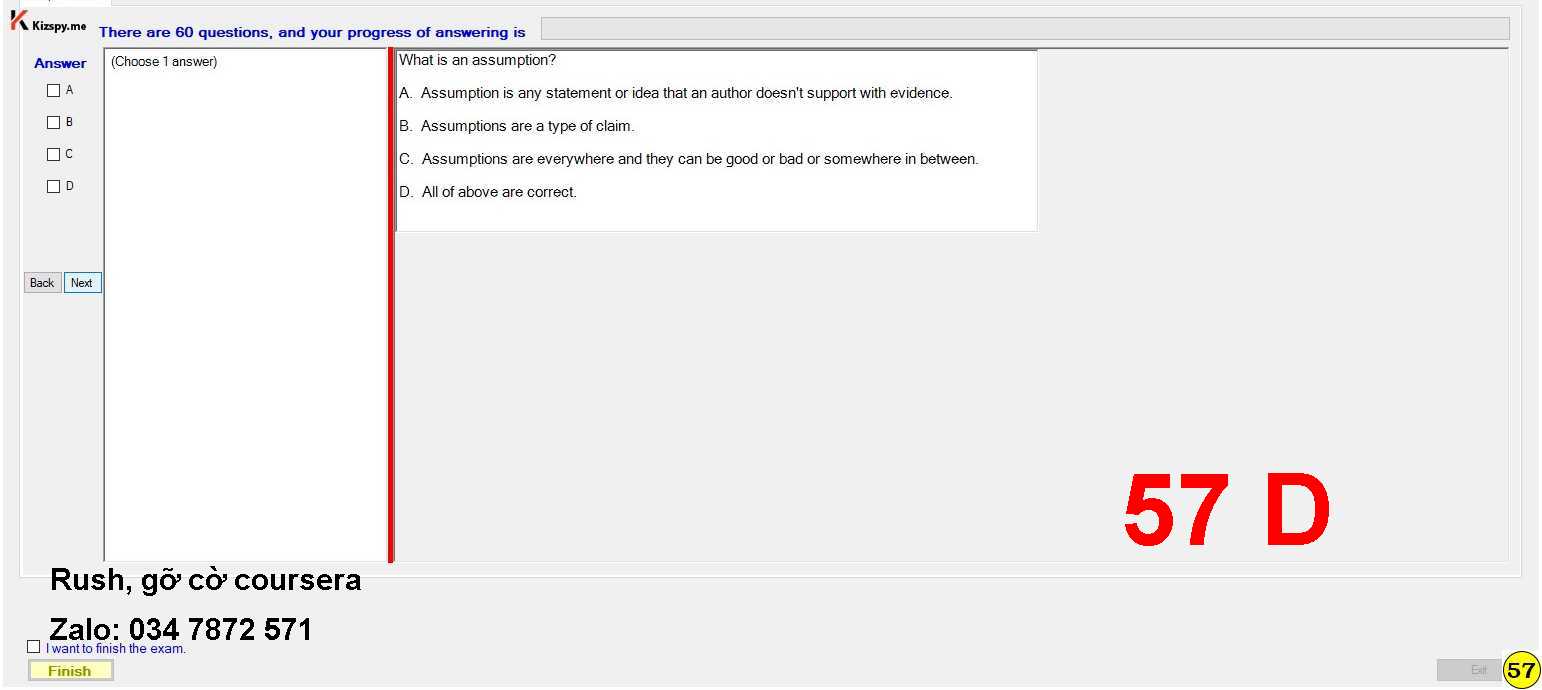 Kizspy.me
There are 60 questions, and your progress of answering is
Answer
A
B
C
D
Back
Next
(Choose 1 answer)
What is an assumption?
A. Assumption is any statement or idea that an author doesn't support with evidence.
B. Assumptions are a type of claim.
C. Assumptions are everywhere and they can be good or bad or somewhere in between.
D. All of above are correct.
57 D
Rush, gỡ cờ coursera
Zalo: 034 7872 571
I want to finish the exam.
Finish
Exit
57